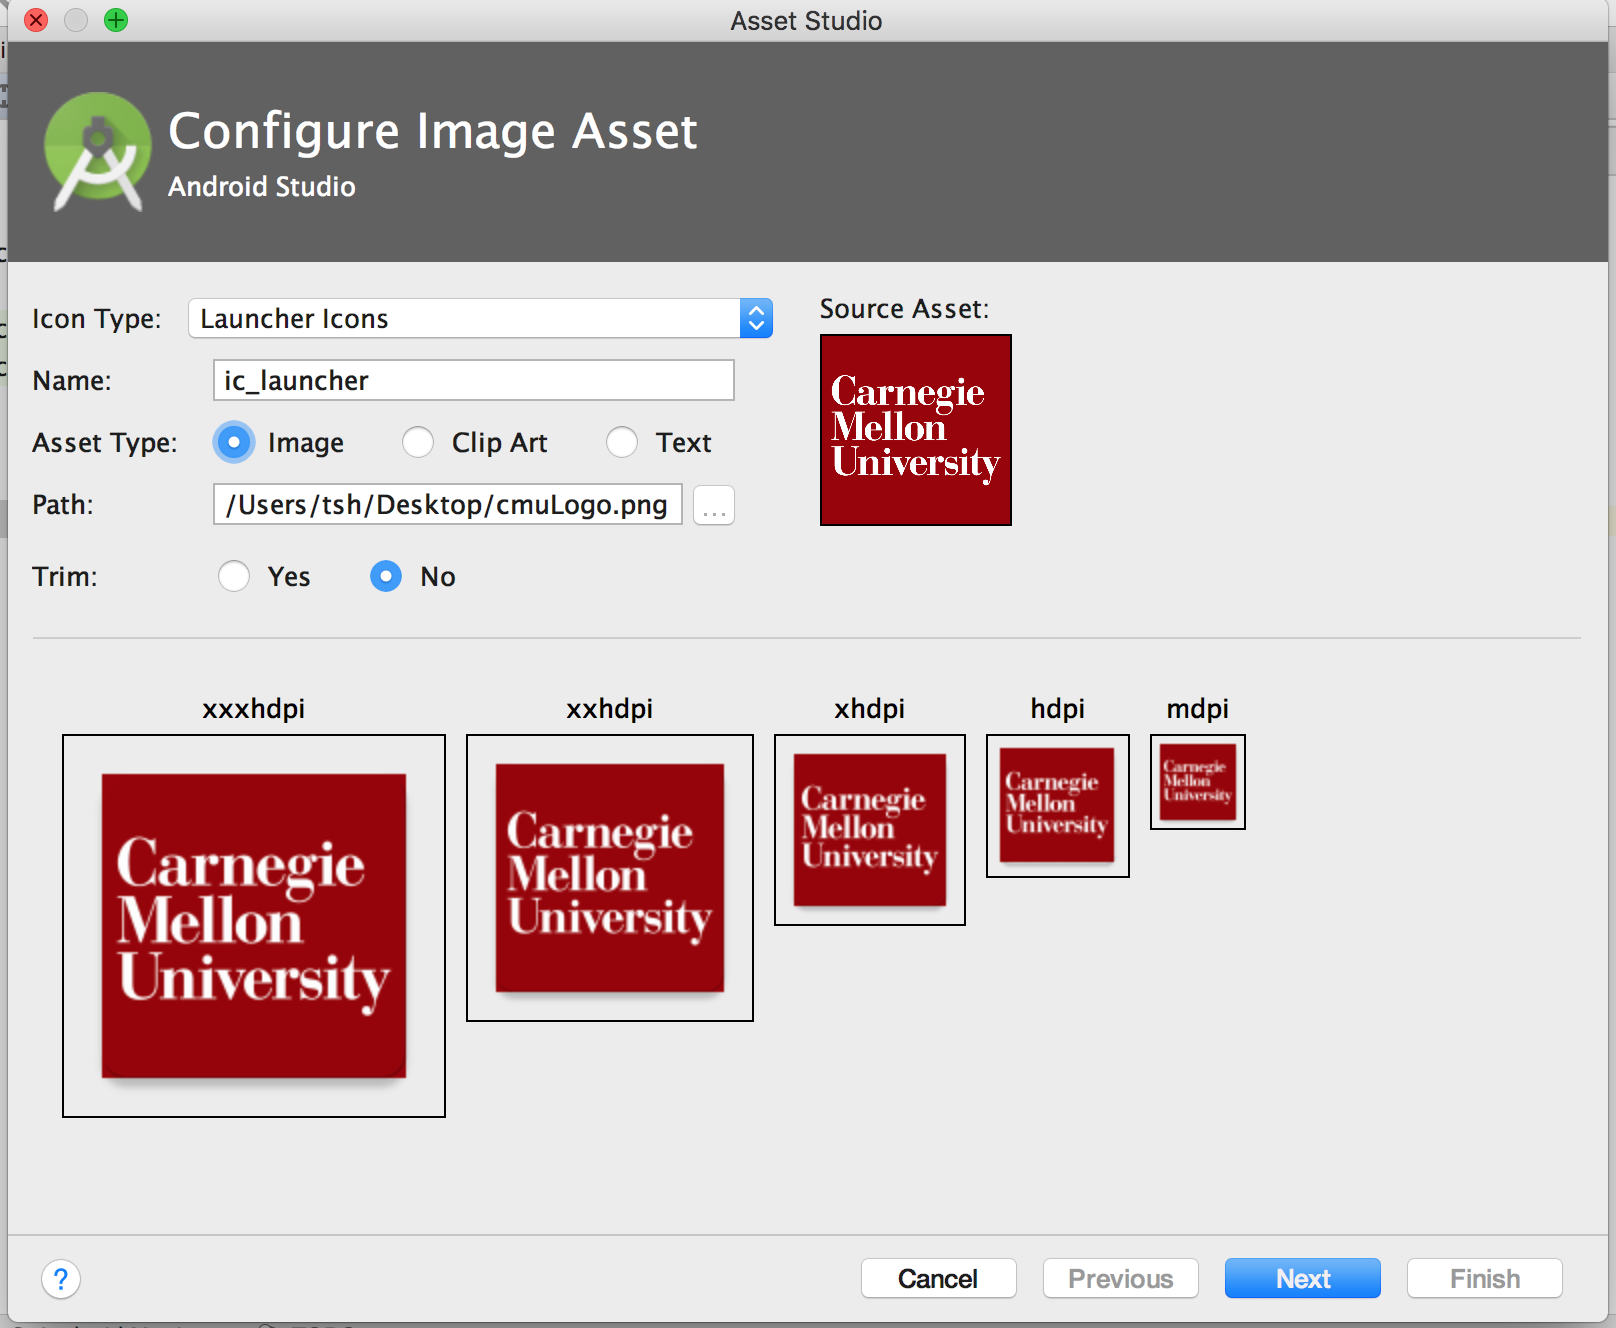 Asset Studio
Configure Image Asset
Android Studio
Icon Type: Launcher Icons
Source Asset:
Carnegie
Mellon
University
Name: ic_launcher
Asset Type: Image Clip Art Text
Path: /Users/tsh/Desktop/cmuLogo.png ...
Trim: Yes No
xxxhdpi xxhdpi xhdpi hdpi mdpi
Carnegie
Mellon
University
Carnegie
Mellon
University
Carnegie
Mellon
University
Carnegie
Mellon
University
Carnegie
Mellon
University
? Cancel Previous Next Finish